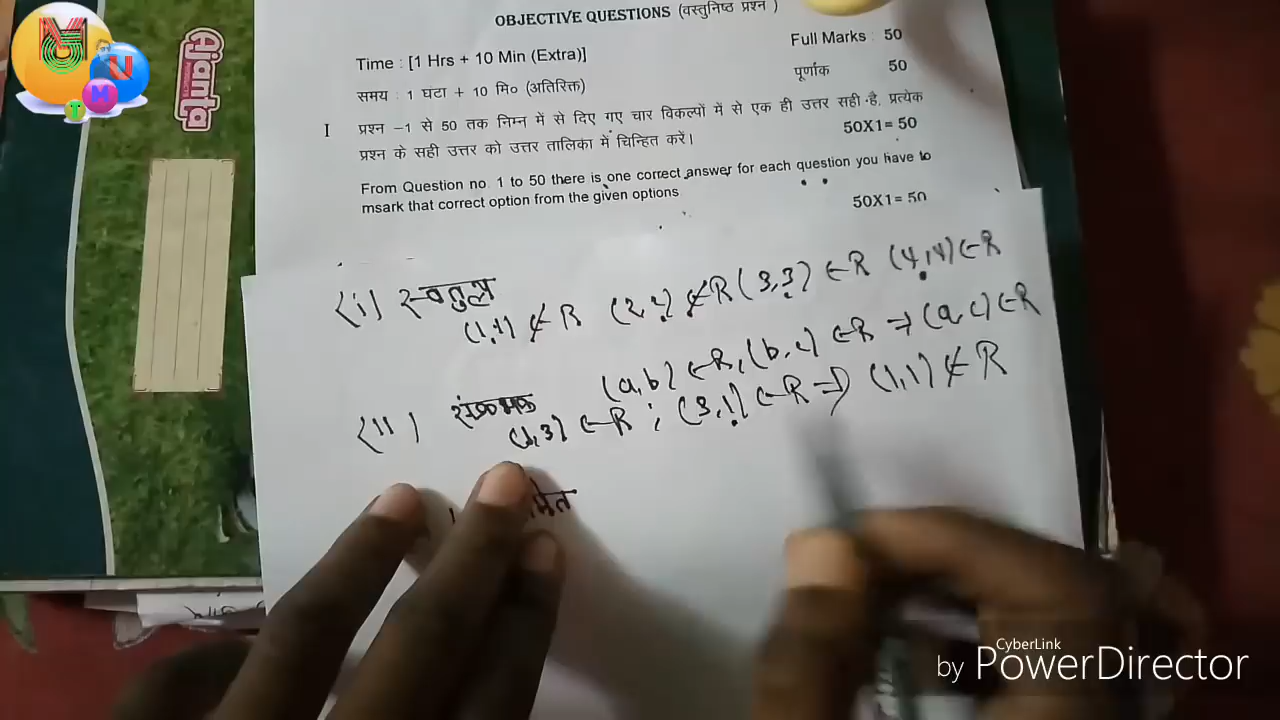 OBJECTIVE QUESTIONS (वस्तुनिष्ठ प्रश्न )
Time : [1 Hrs + 10 Min (Extra)]
Full Marks : 50
समय : 1 घंटा + 10 मि० (अतिरिक्त)
पूर्णांक 50
I प्रश्न –1 से 50 तक निम्न में से दिए गए चार विकल्पों में से एक ही उत्तर सही है, प्रत्येक
प्रश्न के सही उत्तर को उत्तर तालिका में चिन्हित करें।
50X1= 50
From Question no. 1 to 50 there is one correct answer for each question you have to
msark that correct option from the given options
50X1= 50
(i) स्वतुल्य
(1,1) ∉ R (2,2) ∉ R (3,3) ∈ R (4,4) ∈ R
(a,b) ∈ R, (b,c) ∈ R ⇒ (a,c) ∈ R
(ii) संक्रामक
(1,3) ∈ R ; (3,1) ∈ R ⇒ (1,1) ∉ R
Ajanta
PRODUCTS
M
U
M
T
CyberLink
by PowerDirector